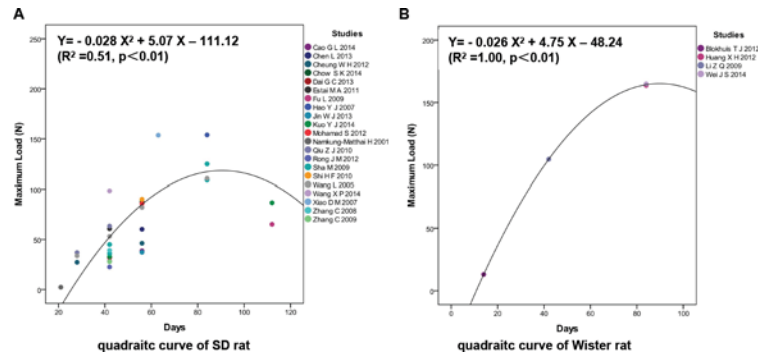 A
Y= - 0.028 X² + 5.07 X – 111.12
(R² =0.51, p<0.01)
250
200
150
100
50
0
Maximum Load (N)
20
40
60
80
100
120
Days
quadraitc curve of SD rat
Studies
Cao G L 2014
Chen L 2013
Cheung W H 2012
Chow S K 2014
Dai G C 2013
Estai M A 2011
Fu L 2009
Hao Y J 2007
Jin W J 2013
Kuo Y J 2014
Mohamad S 2012
Namkung-Matthai H 2001
Qiu Z J 2010
Rong J M 2012
Sha M 2009
Shi H F 2010
Wang L 2005
Wang X P 2014
Xiao D M 2007
Zhang C 2008
Zhang C 2009
B
Y= - 0.026 X² + 4.75 X – 48.24
(R² =1.00, p<0.01)
200
150
100
50
0
Maximum Load (N)
0
20
40
60
80
100
Days
quadraitc curve of Wister rat
Studies
Blokhuis T J 2012
Huang X H 2012
Li Z Q 2009
Wei J S 2014